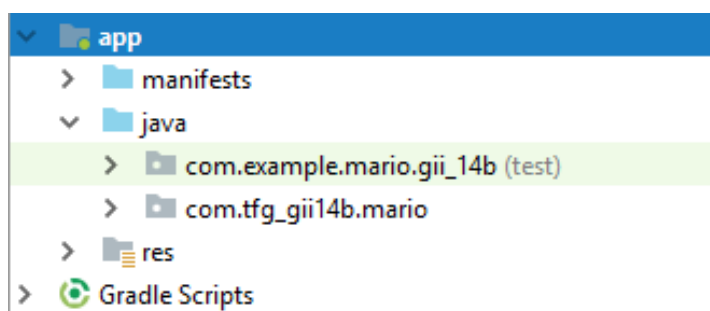 app
manifests
java
com.example.mario.gii_14b (test)
com.tfg_gii14b.mario
res
Gradle Scripts